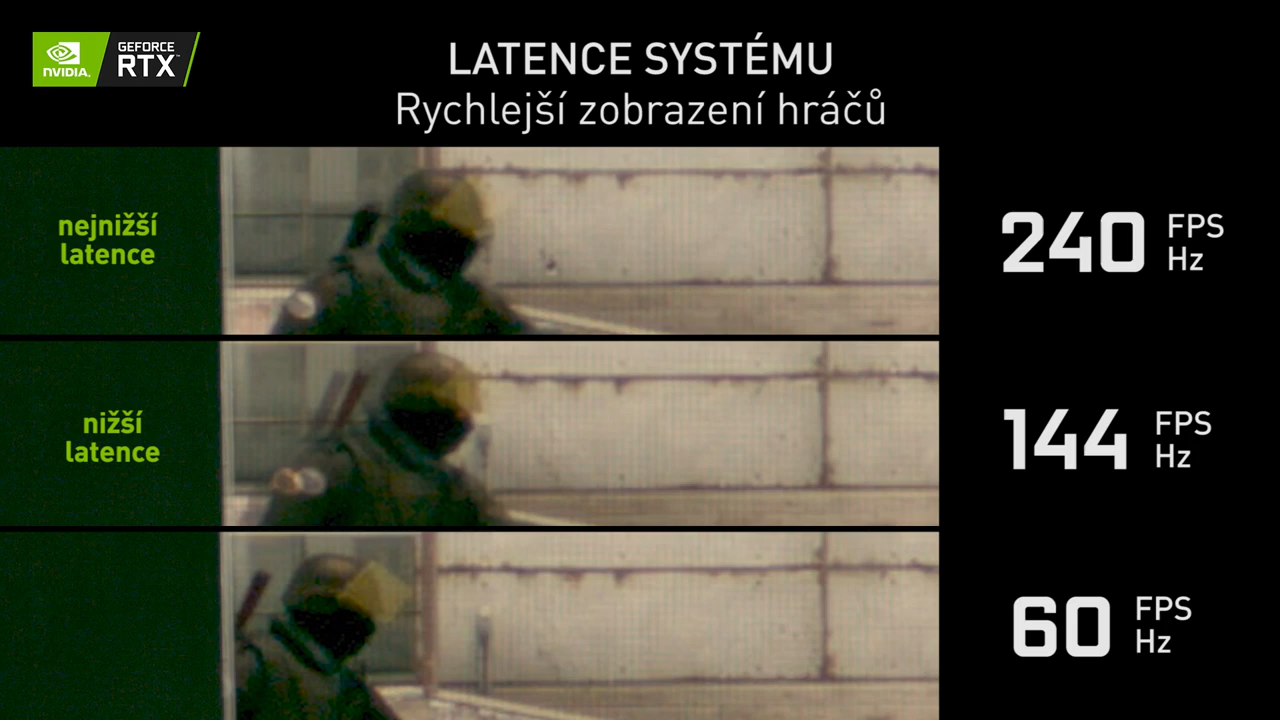 NVIDIA.
GEFORCE
RTX™
LATENCE SYSTÉMU
Rychlejší zobrazení hráčů
nejnižší
latence
240 FPS
Hz
nižší
latence
144 FPS
Hz
60 FPS
Hz